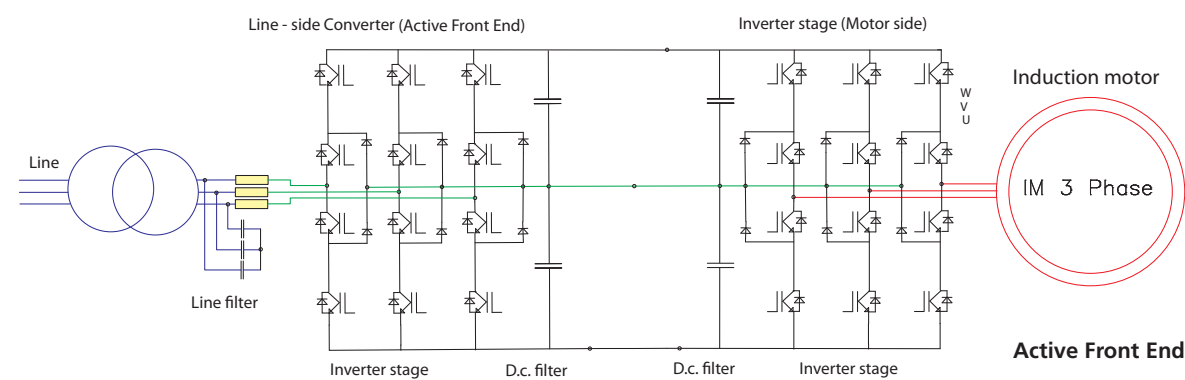 Line - side Converter (Active Front End)
Inverter stage (Motor side)
Induction motor
W
V
U
Line
IM 3 Phase
Line filter
Active Front End
Inverter stage
D.c. filter
D.c. filter
Inverter stage